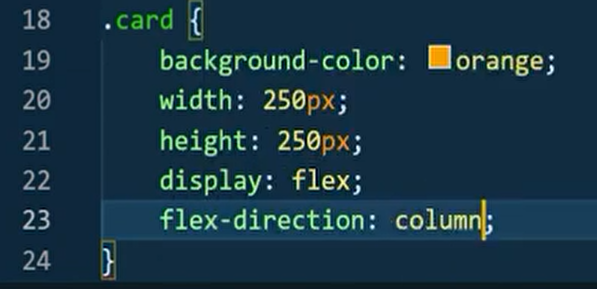 18 .card {
19 background-color: orange;
20 width: 250px;
21 height: 250px;
22 display: flex;
23 flex-direction: column;
24 }